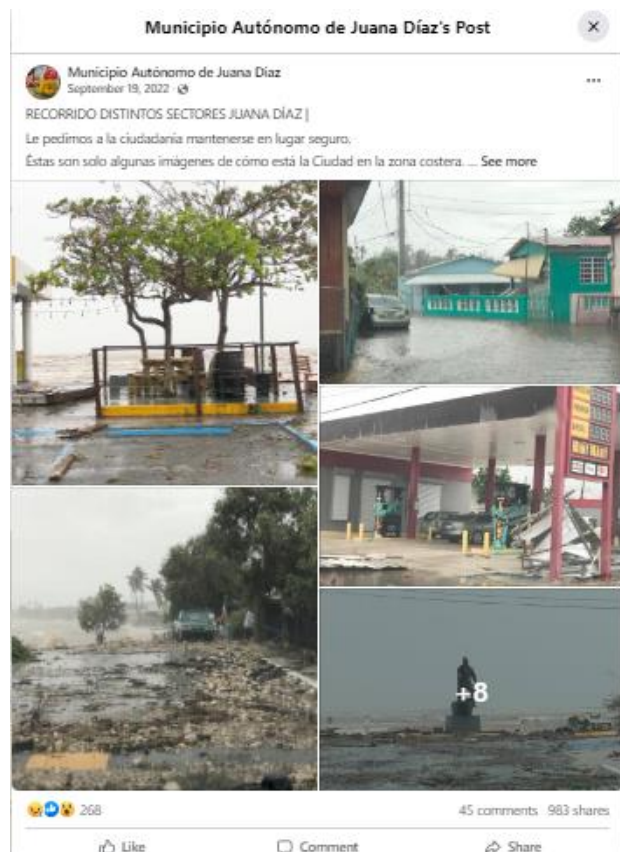 Municipio Autónomo de Juana Díaz's Post
Municipio Autónomo de Juana Díaz
September 19, 2022 ·
RECORRIDO DISTINTOS SECTORES JUANA DÍAZ |
Le pedimos a la ciudadanía mantenerse en lugar seguro.
Éstas son solo algunas imágenes de cómo está la Ciudad en la zona costera. ... See more
+8
268
45 comments 983 shares
Like Comment Share